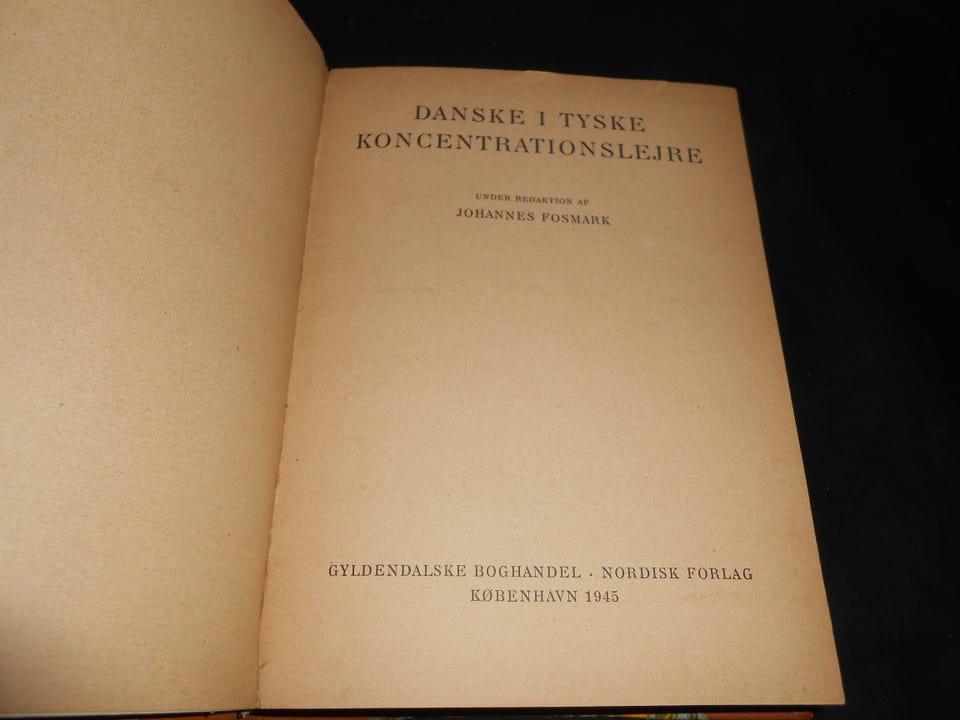 DANSKE I TYSKE
KONCENTRATIONSLEJRE
UNDER REDAKTION AF
JOHANNES FOSMARK
GYLDENDALSKE BOGHANDEL · NORDISK FORLAG
KØBENHAVN 1945